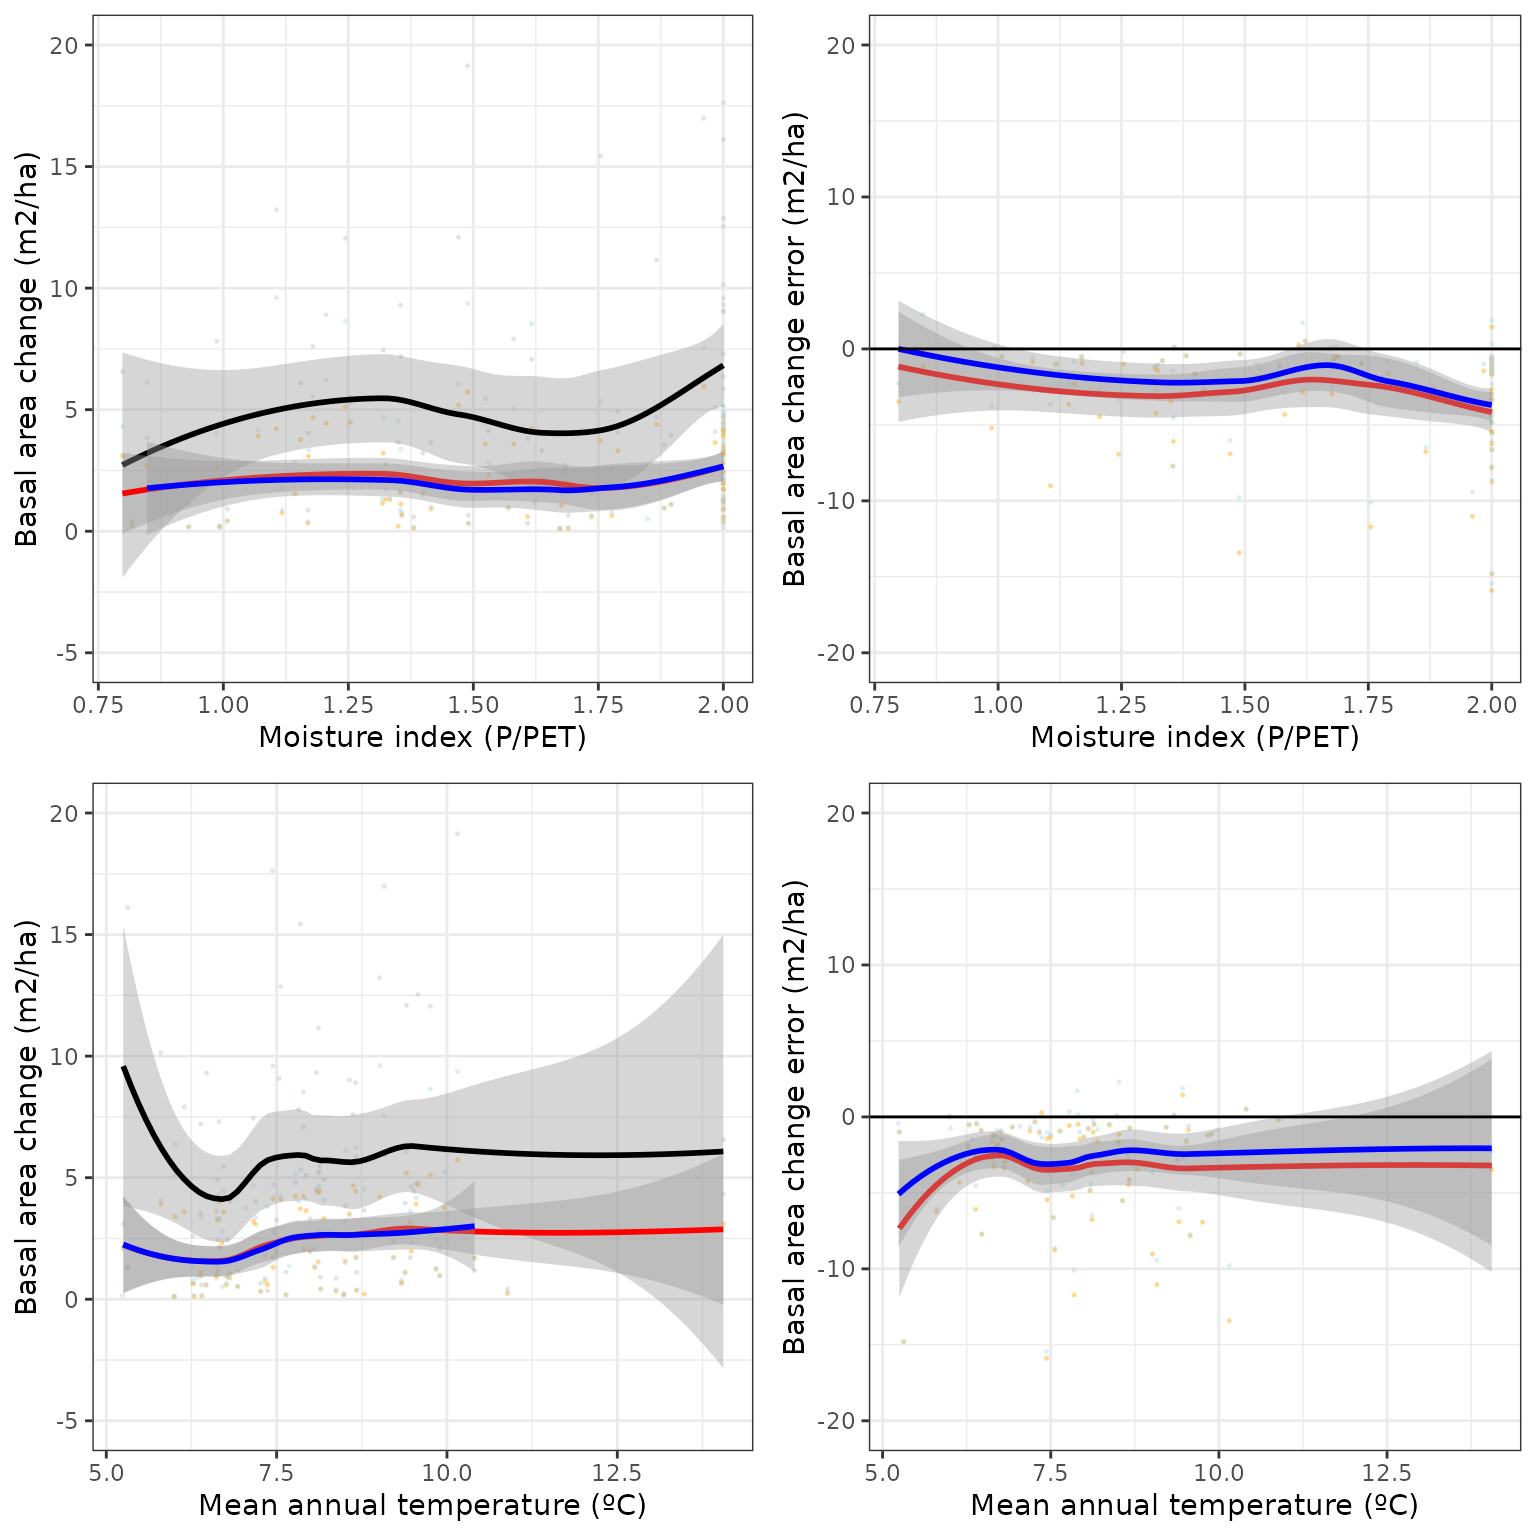 20
15
10
5
0
-5
0.75 1.00 1.25 1.50 1.75 2.00
Moisture index (P/PET)
Basal area change (m2/ha)
20
10
0
-10
-20
0.75 1.00 1.25 1.50 1.75 2.00
Moisture index (P/PET)
Basal area change error (m2/ha)
20
15
10
5
0
-5
5.0 7.5 10.0 12.5
Mean annual temperature (ºC)
Basal area change (m2/ha)
20
10
0
-10
-20
5.0 7.5 10.0 12.5
Mean annual temperature (ºC)
Basal area change error (m2/ha)